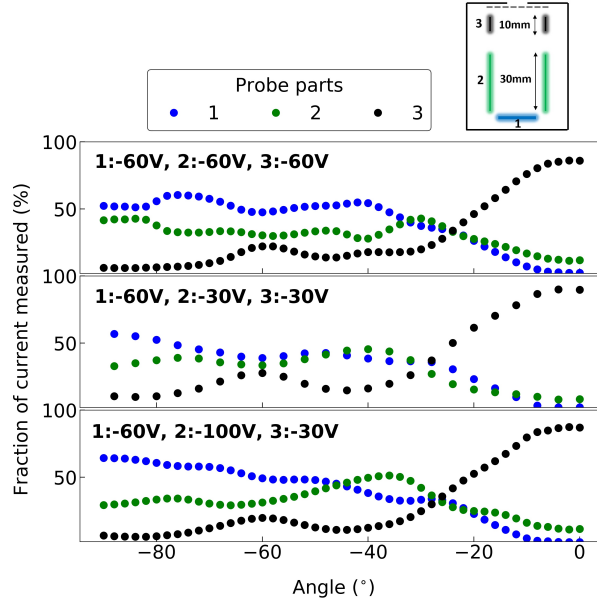 3 10mm
2 30mm
1
Probe parts
1 2 3
Fraction of current measured (%)
100
1:-60V, 2:-60V, 3:-60V
50
100
1:-60V, 2:-30V, 3:-30V
50
100
1:-60V, 2:-100V, 3:-30V
50
−80 −60 −40 −20 0
Angle (°)